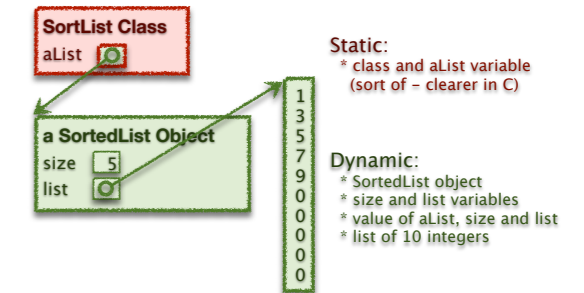 SortList Class
aList
a SortedList Object
size 5
list
1
3
5
7
9
0
0
0
0
0
Static:
* class and aList variable
(sort of - clearer in C)
Dynamic:
* SortedList object
* size and list variables
* value of aList, size and list
* list of 10 integers